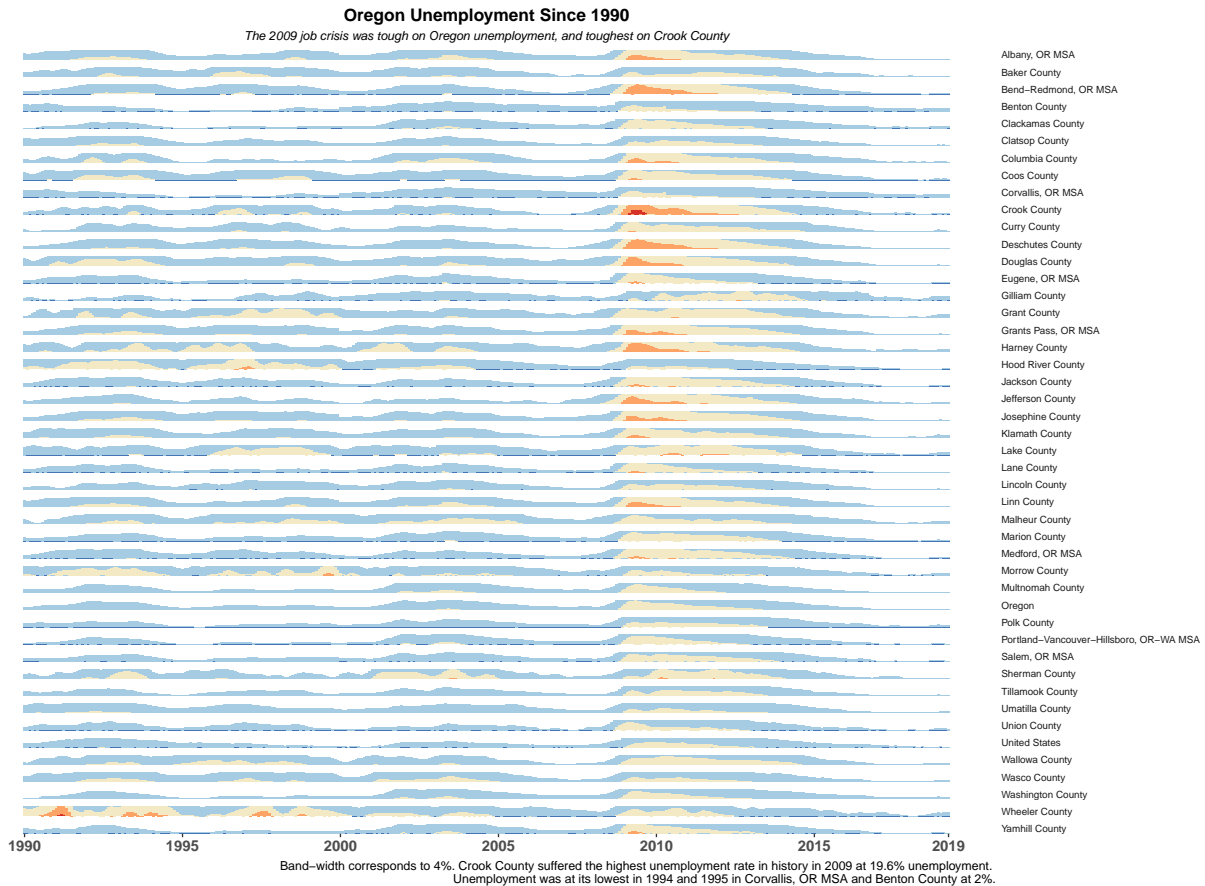 Oregon Unemployment Since 1990
The 2009 job crisis was tough on Oregon unemployment, and toughest on Crook County
Albany, OR MSA
Baker County
Bend−Redmond, OR MSA
Benton County
Clackamas County
Clatsop County
Columbia County
Coos County
Corvallis, OR MSA
Crook County
Curry County
Deschutes County
Douglas County
Eugene, OR MSA
Gilliam County
Grant County
Grants Pass, OR MSA
Harney County
Hood River County
Jackson County
Jefferson County
Josephine County
Klamath County
Lake County
Lane County
Lincoln County
Linn County
Malheur County
Marion County
Medford, OR MSA
Morrow County
Multnomah County
Oregon
Polk County
Portland−Vancouver−Hillsboro, OR−WA MSA
Salem, OR MSA
Sherman County
Tillamook County
Umatilla County
Union County
United States
Wallowa County
Wasco County
Washington County
Wheeler County
Yamhill County
1990 1995 2000 2005 2010 2015 2019
Band−width corresponds to 4%. Crook County suffered the highest unemployment rate in history in 2009 at 19.6% unemployment.
Unemployment was at its lowest in 1994 and 1995 in Corvallis, OR MSA and Benton County at 2%.